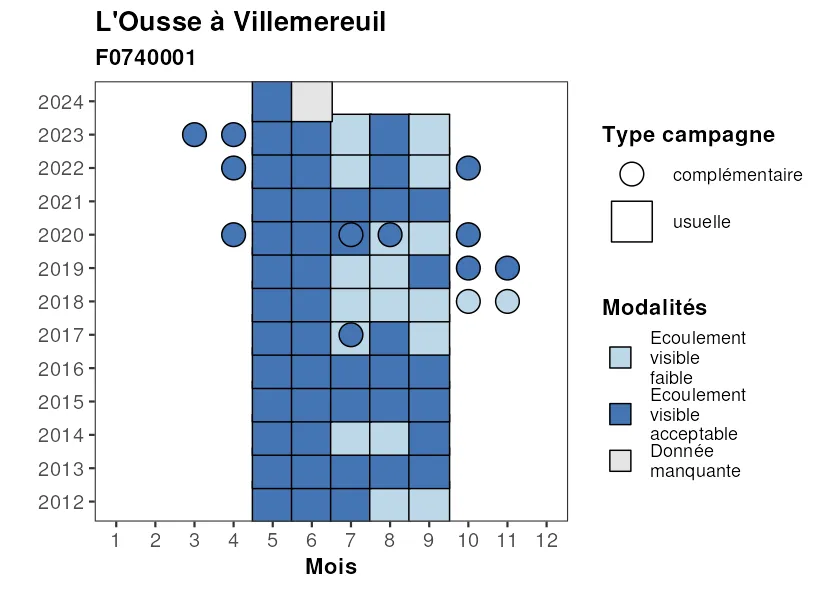 L'Ousse à Villemereuil
F0740001
2024
2023
2022
2021
2020
2019
2018
2017
2016
2015
2014
2013
2012
1 2 3 4 5 6 7 8 9 10 11 12
Mois
Type campagne
complémentaire
usuelle
Modalités
Ecoulement
visible
faible
Ecoulement
visible
acceptable
Donnée
manquante